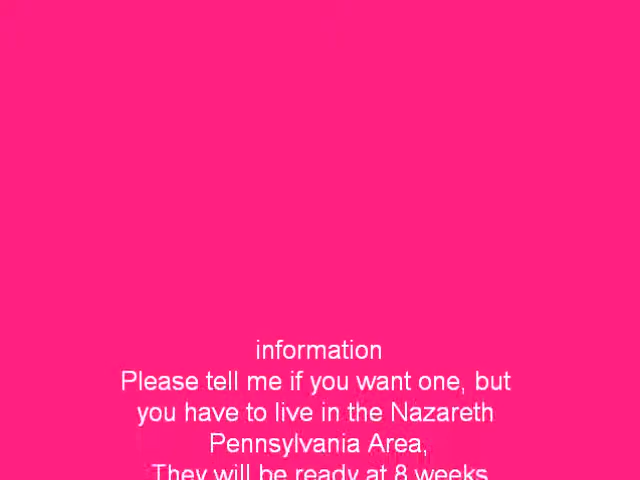 information
Please tell me if you want one, but
you have to live in the Nazareth
Pennsylvania Area,
They will be ready at 8 weeks